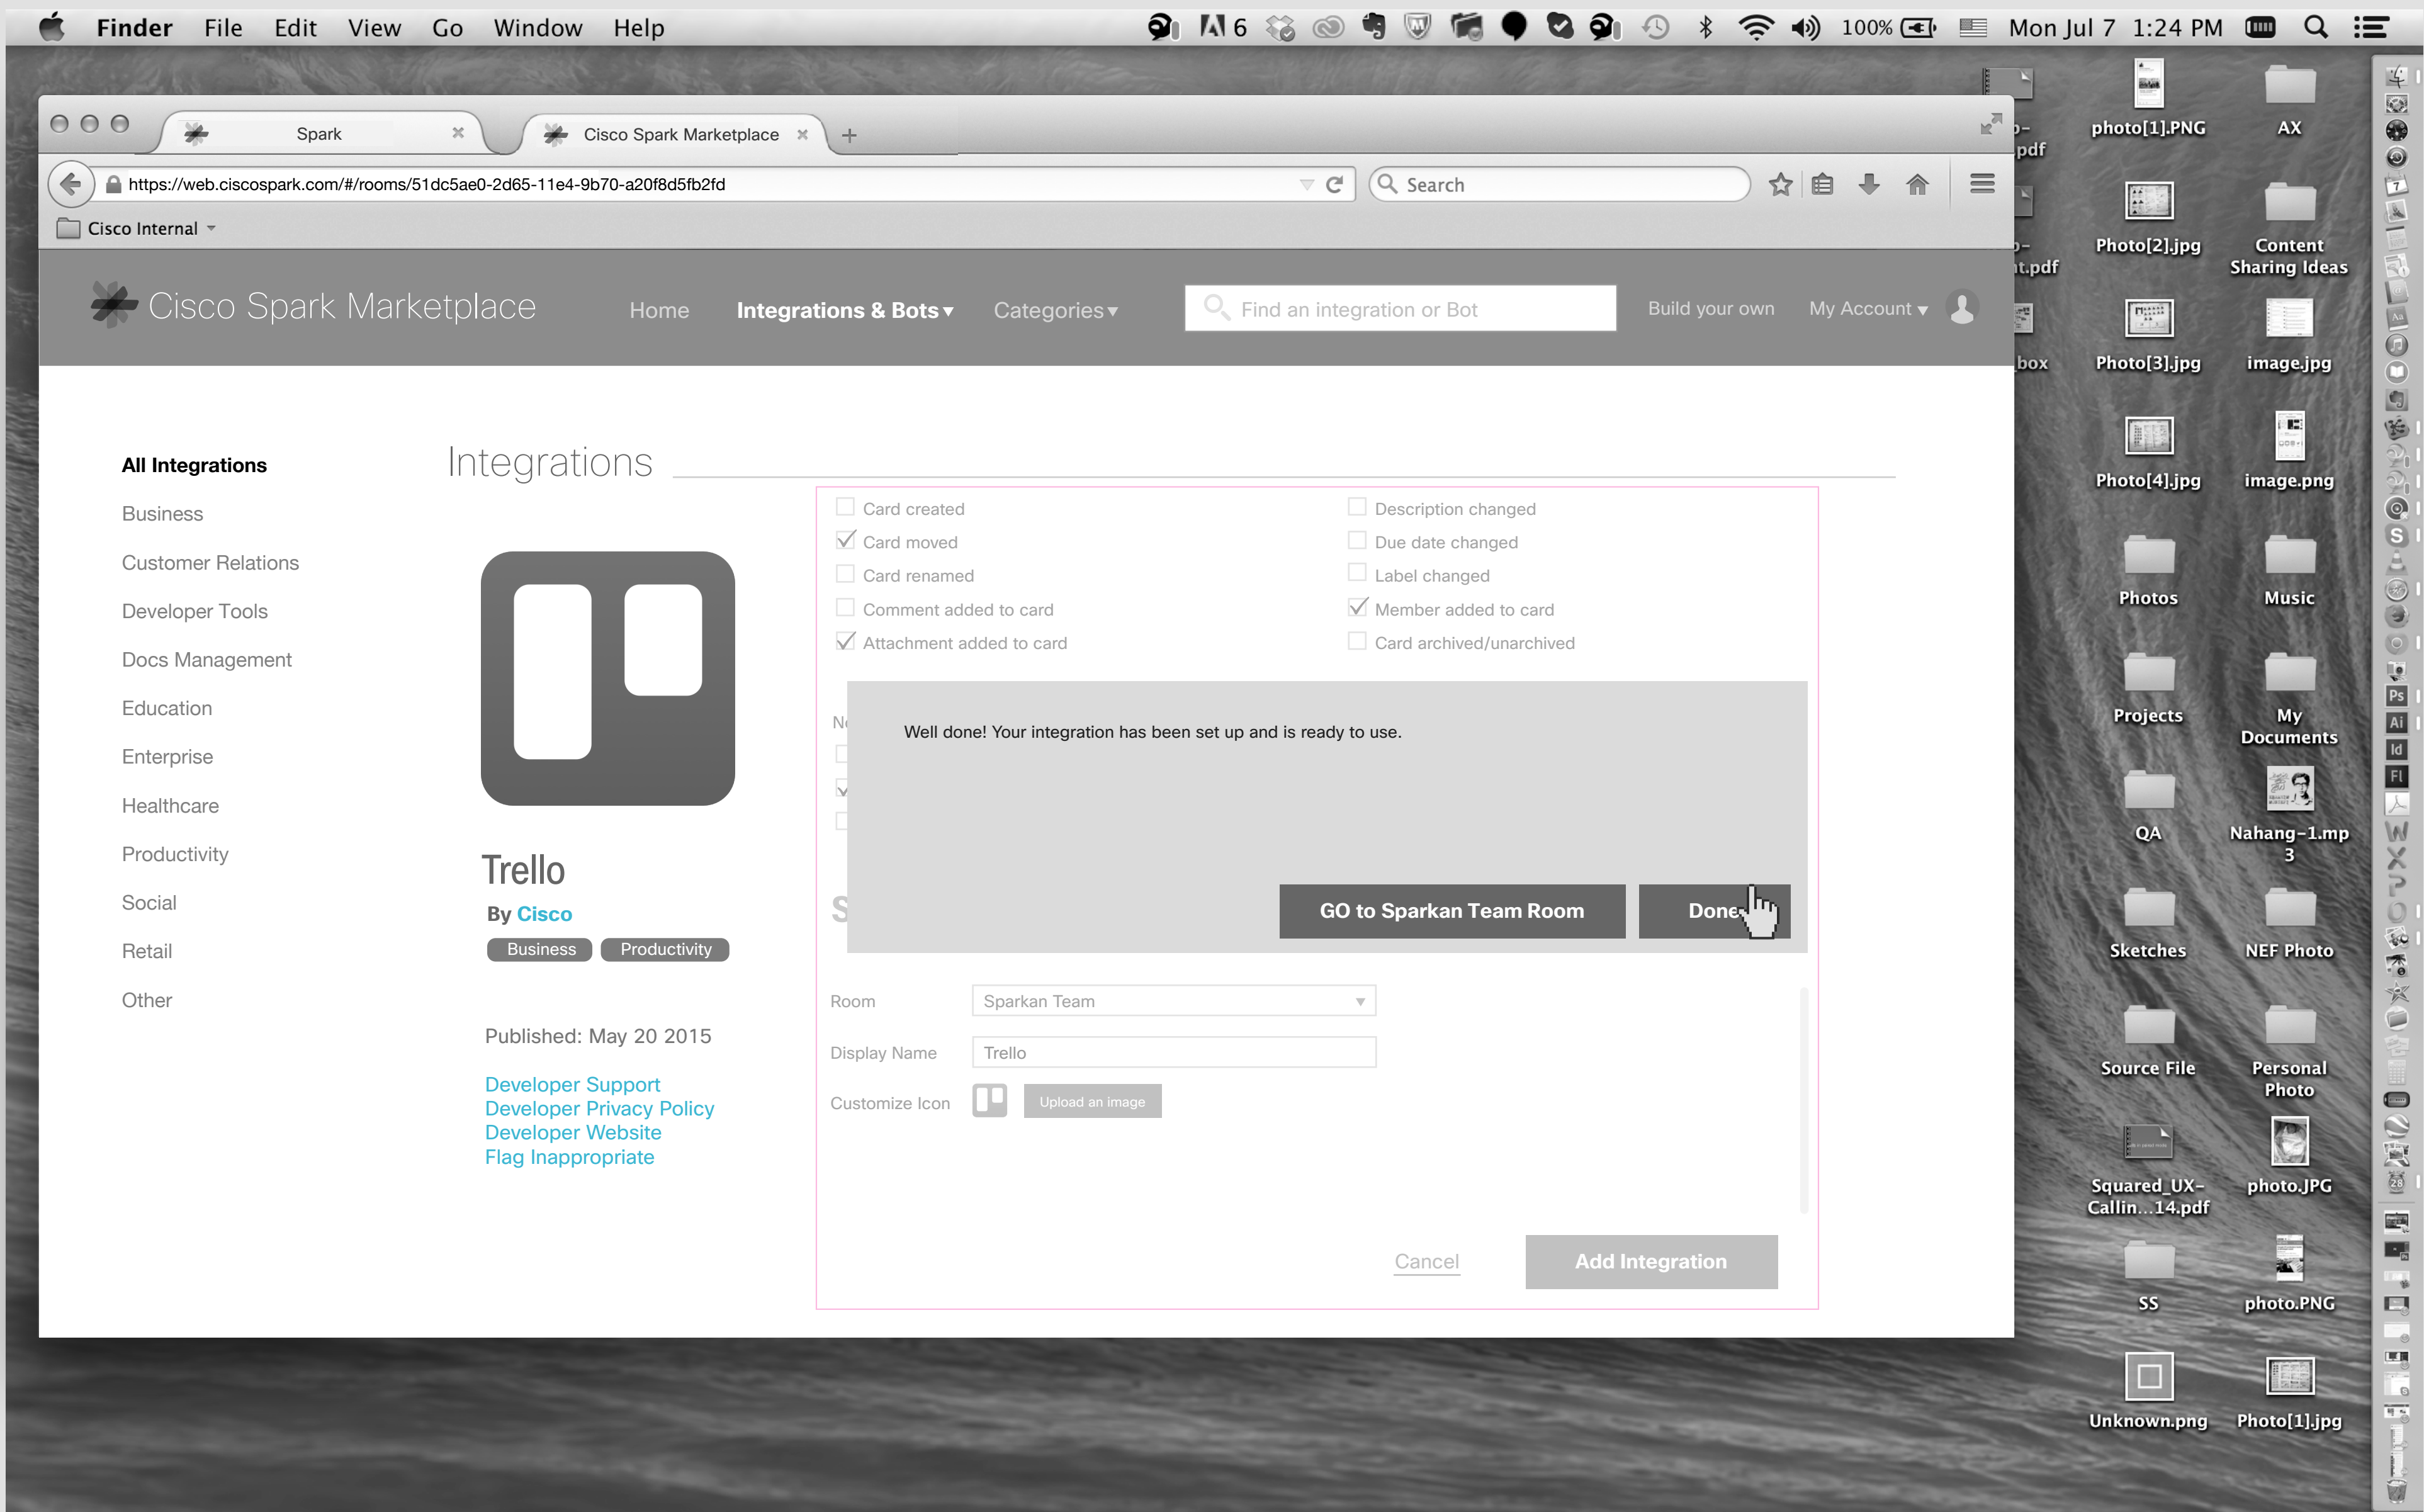 Finder File Edit View Go Window Help
6
100%
Mon Jul 7 1:24 PM
Spark
Cisco Spark Marketplace
https://web.ciscospark.com/#/rooms/51dc5ae0-2d65-11e4-9b70-a20f8d5fb2fd
Search
Cisco Internal
Cisco Spark Marketplace
Home
Integrations & Bots
Categories
Find an integration or Bot
Build your own
My Account
All Integrations
Business
Customer Relations
Developer Tools
Docs Management
Education
Enterprise
Healthcare
Productivity
Social
Retail
Other
Integrations
Trello
By Cisco
Business
Productivity
Published: May 20 2015
Developer Support
Developer Privacy Policy
Developer Website
Flag Inappropriate
Card created
Card moved
Card renamed
Comment added to card
Attachment added to card
Description changed
Due date changed
Label changed
Member added to card
Card archived/unarchived
Well done! Your integration has been set up and is ready to use.
GO to Sparkan Team Room
Done
Room
Sparkan Team
Display Name
Trello
Customize Icon
Upload an image
Cancel
Add Integration
pdf
t.pdf
box
photo[1].PNG
Photo[2].jpg
Photo[3].jpg
Photo[4].jpg
Photos
Projects
QA
Sketches
Source File
Squared_UX-
Callin...14.pdf
SS
Unknown.png
AX
Content
Sharing Ideas
image.jpg
image.png
Music
My
Documents
Nahang-1.mp
3
NEF Photo
Personal
Photo
photo.JPG
photo.PNG
Photo[1].jpg
7
Aa
S
Ps
Ai
Id
Fl
W
X
P
O
28